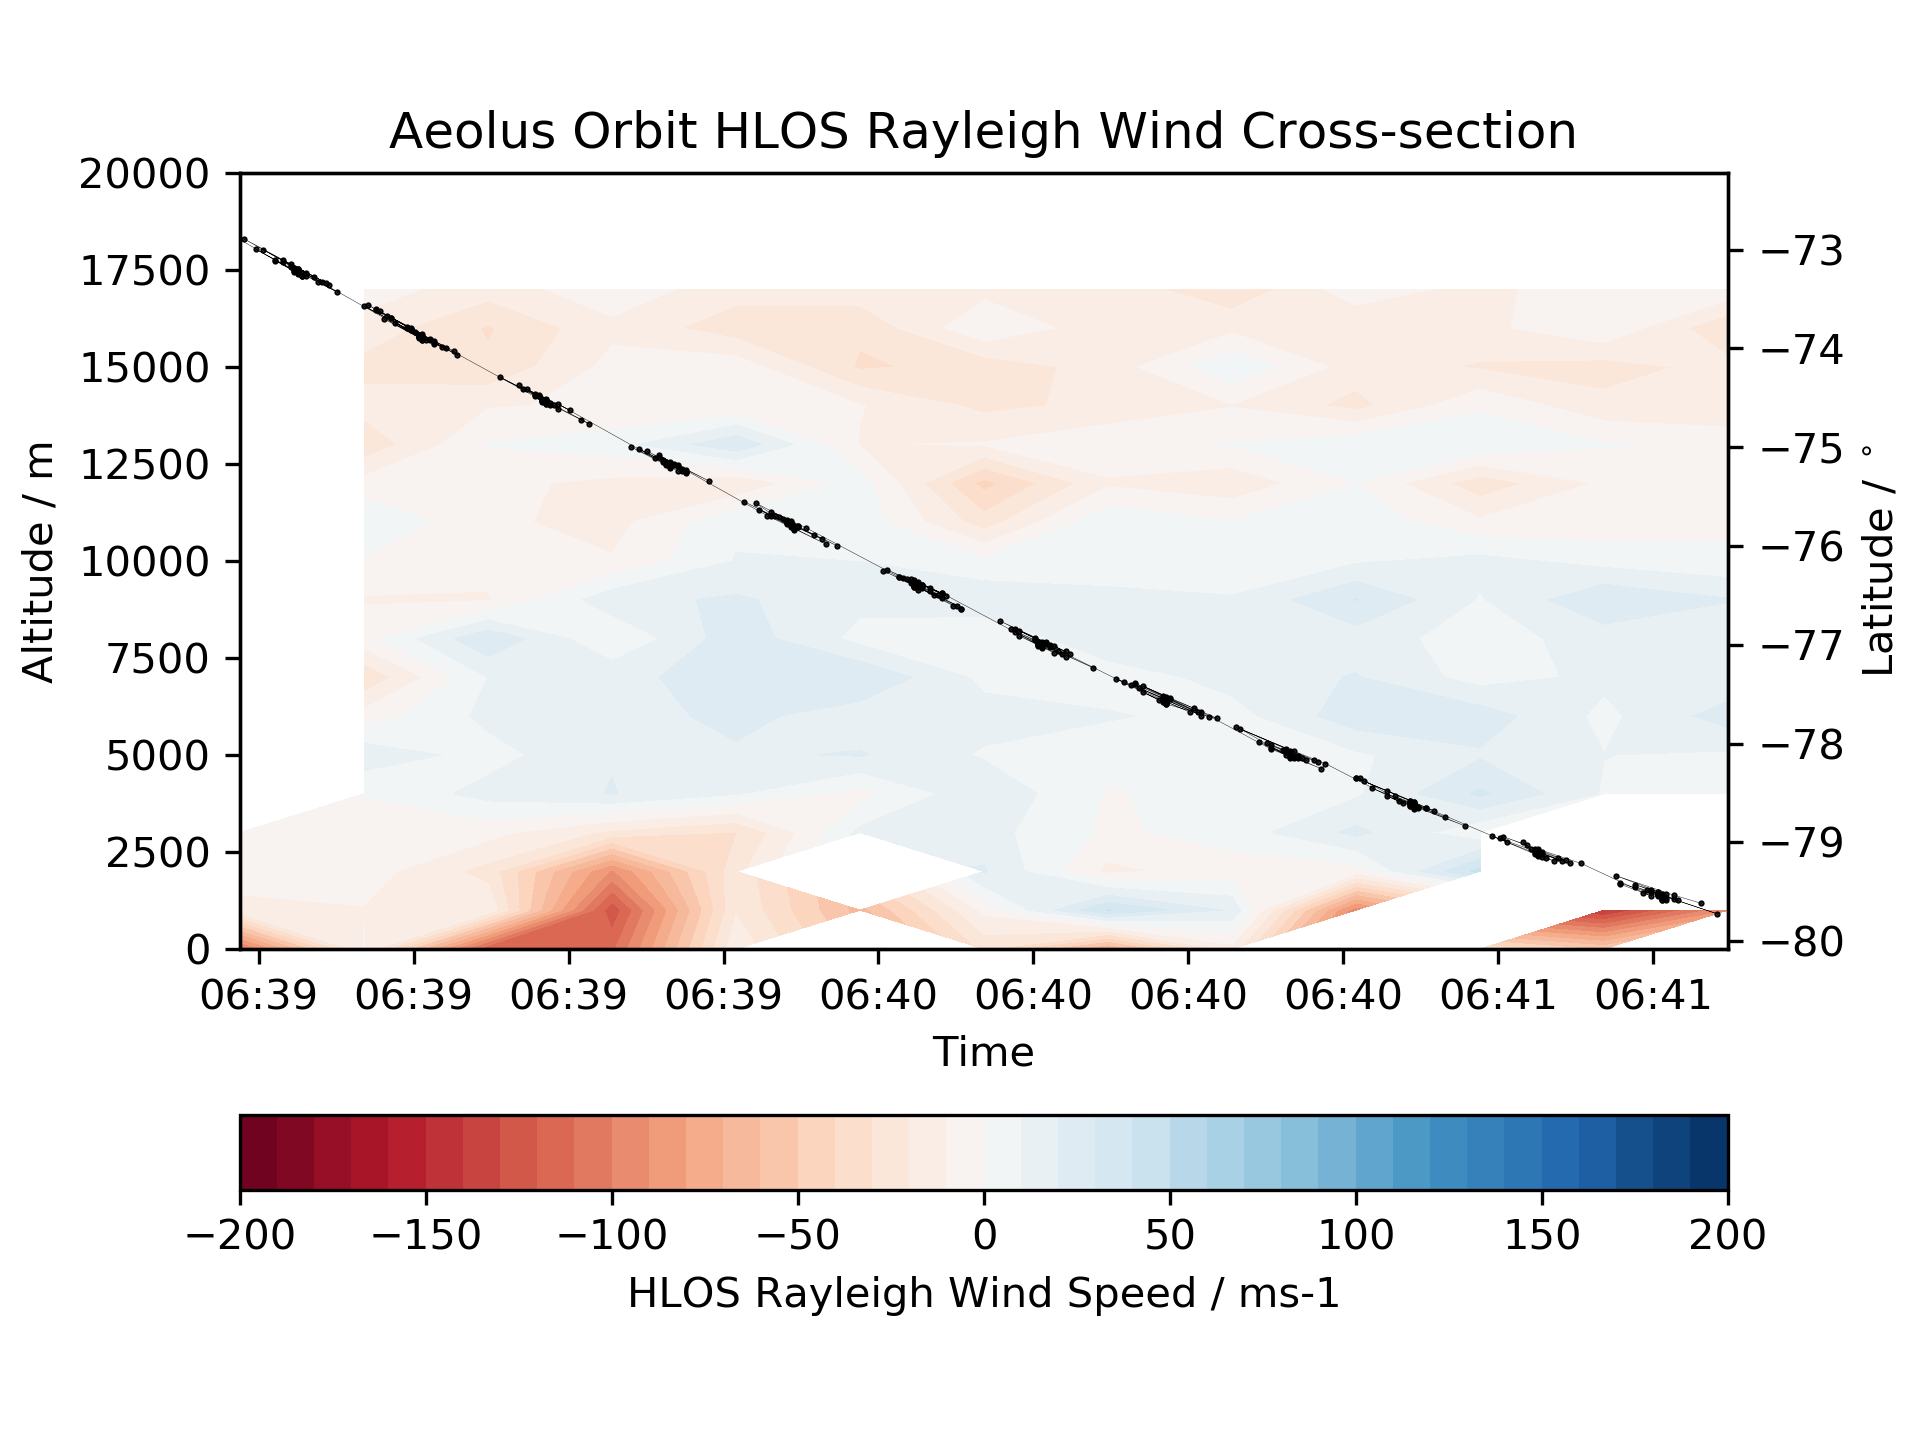 Aeolus Orbit HLOS Rayleigh Wind Cross-section
20000
17500
15000
12500
10000
7500
5000
2500
0
Altitude / m
−73
−74
−75
−76
−77
−78
−79
−80
Latitude / °
06:39 06:39 06:39 06:39 06:40 06:40 06:40 06:40 06:41 06:41
Time
−200 −150 −100 −50 0 50 100 150 200
HLOS Rayleigh Wind Speed / ms-1